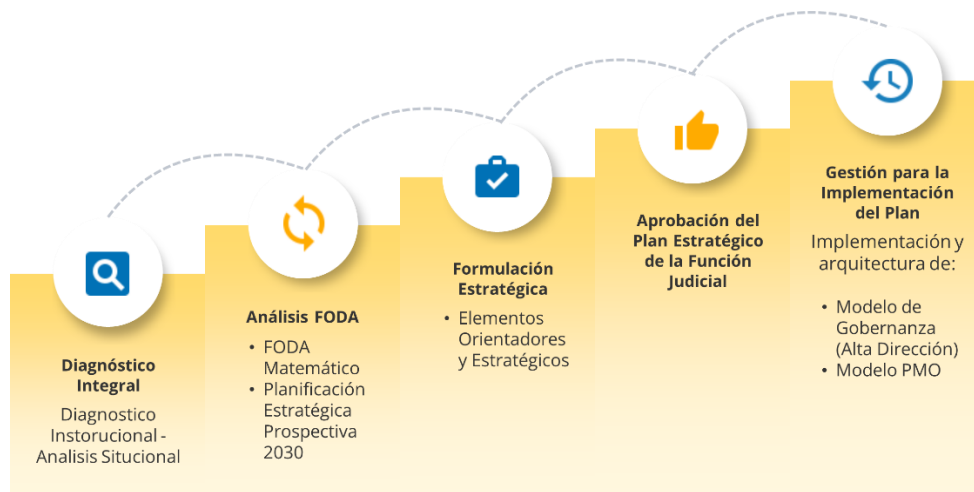 Diagnóstico
Integral
Diagnostico
Instorucional -
Analisis Situcional
Análisis FODA
• FODA
Matemático
• Planificación
Estratégica
Prospectiva
2030
Formulación
Estratégica
• Elementos
Orientadores
y Estratégicos
Aprobación del
Plan Estratégico
de la Función
Judicial
Gestión para la
Implementación
del Plan
Implementación y
arquitectura de:
• Modelo de
Gobernanza
(Alta Dirección)
• Modelo PMO